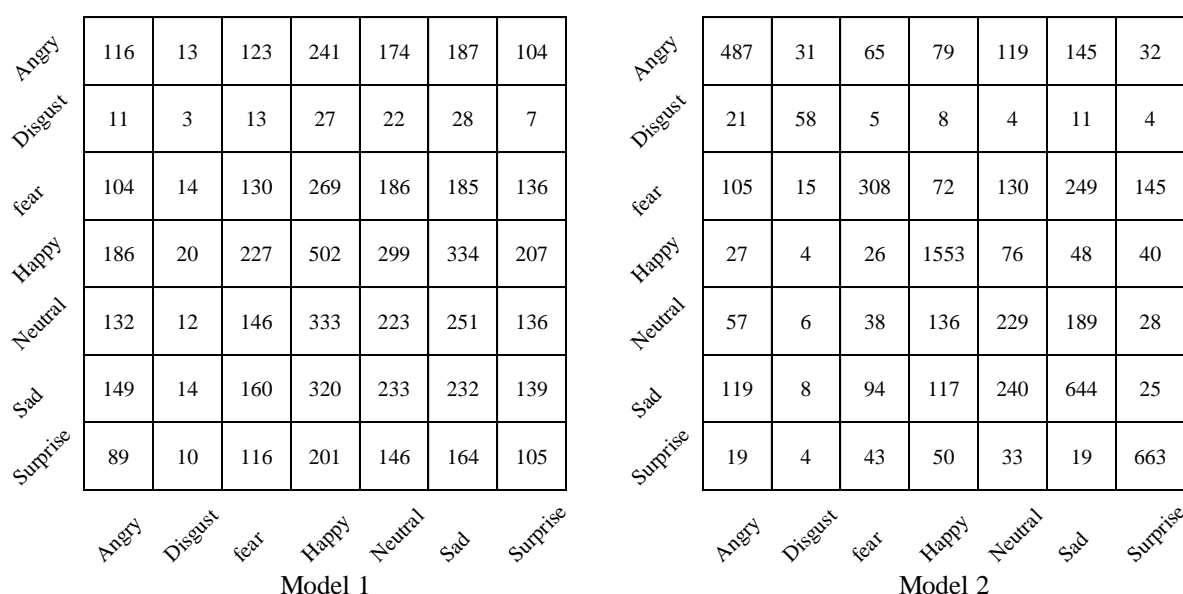 Angry 116 13 123 241 174 187 104
Disgust 11 3 13 27 22 28 7
fear 104 14 130 269 186 185 136
Happy 186 20 227 502 299 334 207
Neutral 132 12 146 333 223 251 136
Sad 149 14 160 320 233 232 139
Surprise 89 10 116 201 146 164 105
Angry Disgust fear Happy Neutral Sad Surprise
Model 1
Angry 487 31 65 79 119 145 32
Disgust 21 58 5 8 4 11 4
fear 105 15 308 72 130 249 145
Happy 27 4 26 1553 76 48 40
Neutral 57 6 38 136 229 189 28
Sad 119 8 94 117 240 644 25
Surprise 19 4 43 50 33 19 663
Angry Disgust fear Happy Neutral Sad Surprise
Model 2